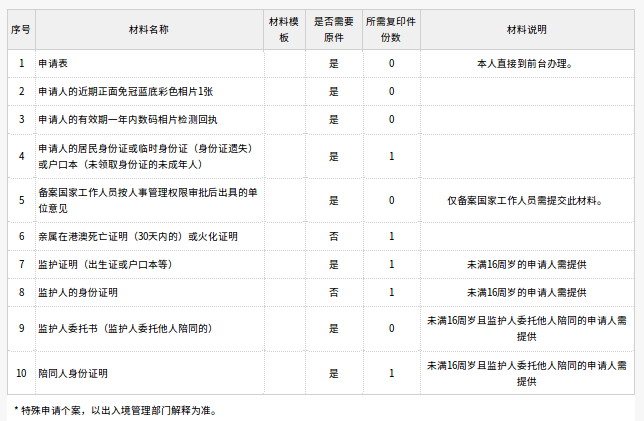 序号 材料名称 材料模板 是否需要原件 所需复印件份数 材料说明
1 申请表 是 0 本人直接到前台办理。
2 申请人的近期正面免冠蓝底彩色相片1张 是 0
3 申请人的有效期一年内数码相片检测回执 是 0
4 申请人的居民身份证或临时身份证（身份证遗失）或户口本（未领取身份证的未成年人） 是 1
5 备案国家工作人员按人事管理权限审批后出具的单位意见 是 0 仅备案国家工作人员需提交此材料。
6 亲属在港澳死亡证明（30天内的）或火化证明 否 1
7 监护证明（出生证或户口本等） 是 1 未满16周岁的申请人需提供
8 监护人的身份证明 否 1 未满16周岁的申请人需提供
9 监护人委托书（监护人委托他人陪同的） 是 0 未满16周岁且监护人委托他人陪同的申请人需提供
10 陪同人身份证明 是 1 未满16周岁且监护人委托他人陪同的申请人需提供
* 特殊申请个案，以出入境管理部门解释为准。